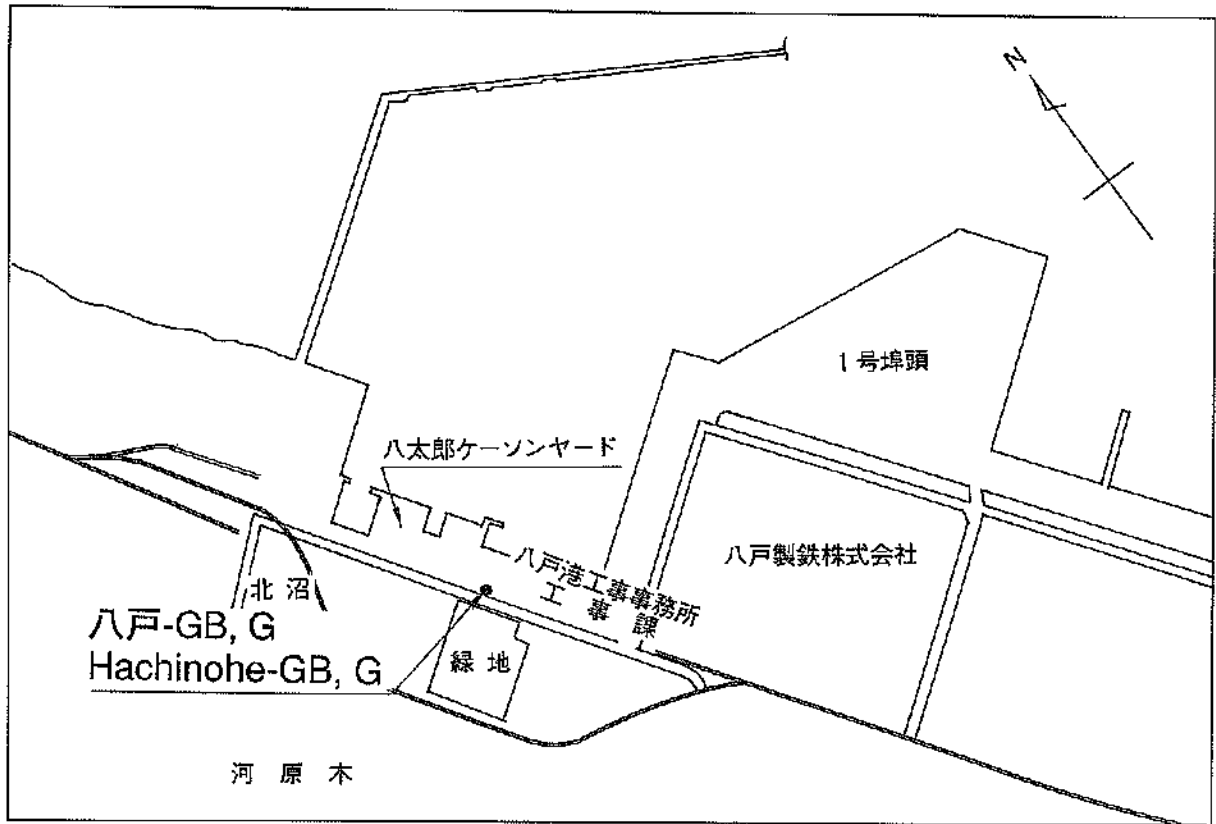 N
1号埠頭
八太郎ケーソンヤード
八戸製鉄株式会社
八戸港工事事務所
工事課
北沼
八戸-GB, G
Hachinohe-GB, G
緑地
河原木